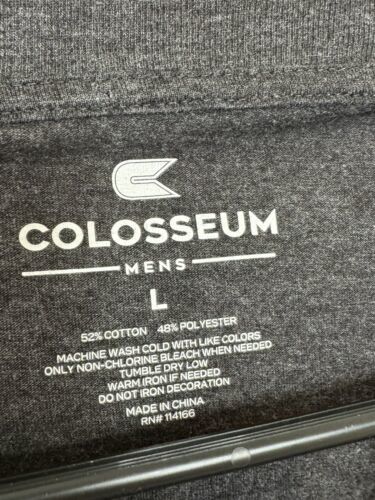 COLOSSEUM
MENS
L
52% COTTON 48% POLYESTER
MACHINE WASH COLD WITH LIKE COLORS
ONLY NON-CHLORINE BLEACH WHEN NEEDED
TUMBLE DRY LOW
WARM IRON IF NEEDED
DO NOT IRON DECORATION
MADE IN CHINA
RN# 114166